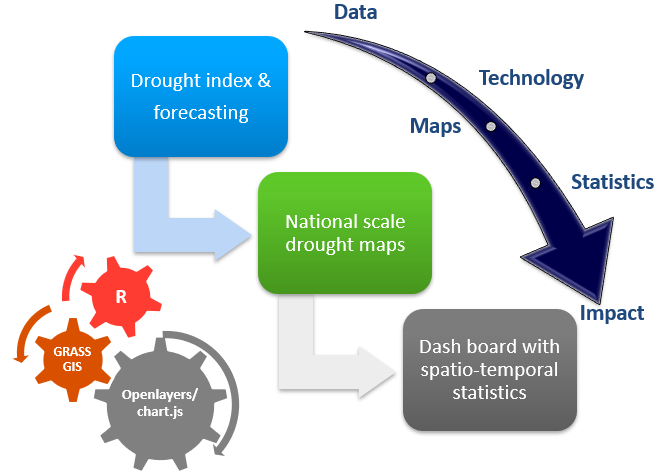 Data
Drought index &
forecasting
Technology
Maps
Statistics
National scale
drought maps
R
Impact
GRASS
GIS
Dash board with
spatio-temporal
statistics
Openlayers/
chart.js